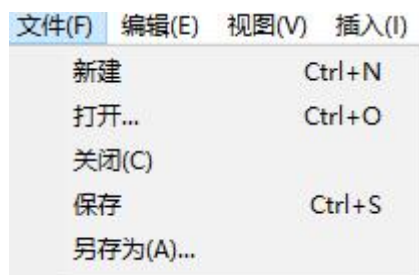 文件(F) 编辑(E) 视图(V) 插入(I)
新建 Ctrl+N
打开... Ctrl+O
关闭(C)
保存 Ctrl+S
另存为(A)...